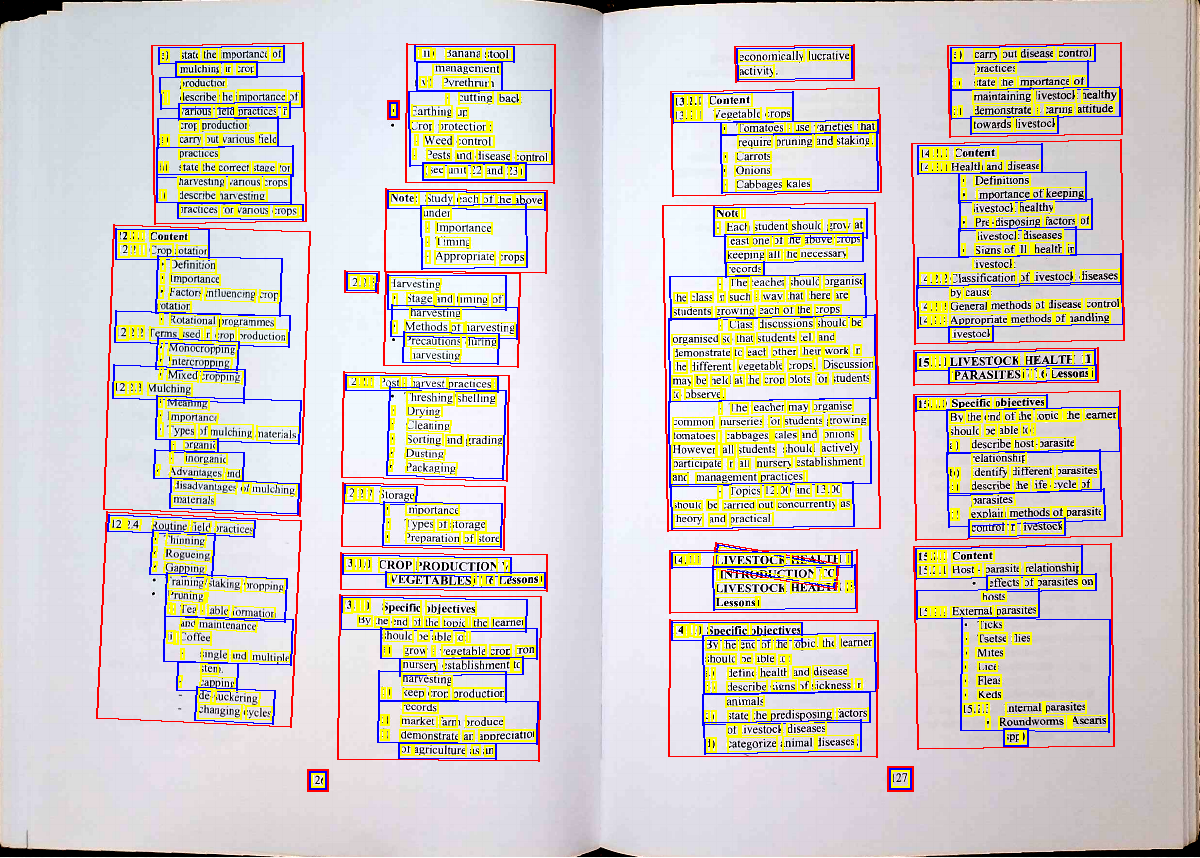 state the importance of
mulching in crop
production
describe the importance of
various field practices in
crop production
carry out various field
practices
state the correct stage for
harvesting various crops
describe harvesting
practices for various crops
12.2.0 Content
12.2.1 Crop rotation
• Definition
• Importance
• Factors influencing crop
rotation
• Rotational programmes
12.2.2 Terms used in crop production
• Monocropping
• Intercropping
• Mixed cropping
12.2.3 Mulching
• Meaning
• Importance
• Types of mulching materials
- organic
- inorganic
• Advantages and
disadvantages of mulching
materials
12.2.4 Routine field practices
• Thinning
• Rogueing
• Gapping
• Training/staking propping
• Pruning
Tea - table formation
and maintenance
Coffee
- single and multiple
stem
- capping
- de-suckering
- changing cycles
Banana stool
management
Pyrethrum
- cutting back
• Earthing up
• Crop protection:
Weed control
Pests and disease control
(see unit 22 and 23)
Note: Study each of the above
under
• Importance
• Timing
• Appropriate crops
Harvesting
• Stage and timing of
harvesting
• Methods of harvesting
• Precautions during
harvesting
Post - harvest practices
• Threshing/shelling
• Drying
• Cleaning
• Sorting and grading
• Dusting
• Packaging
Storage
• Importance
• Types of storage
• Preparation of store
13.0.0 CROP PRODUCTION V
VEGETABLES Lessons)
13.1.0 Specific objectives
By the end of the topic, the learner
should be able to:
grow a vegetable crop from
nursery establishment to
harvesting
keep crop production
records
market farm produce
demonstrate an appreciation
of agriculture as an
126
economically lucrative
activity.
13.2.0 Content
13.2.1 Vegetable crops
• Tomatoes - use varieties that
require pruning and staking.
• Carrots
• Onions
• Cabbages/kales
Note
• Each student should grow at
least one of the above crops
keeping all the necessary
records
• The teacher should organise
the class in such a way that there are
students growing each of the crops
• Class discussions should be
organised so that students tell and
demonstrate to each other their work in
the different vegetable crops. Discussion
may be held at the crop plots for students
to observe.
• The teacher may organise
common nurseries for students growing
tomatoes, cabbages, kales and onions.
However all students should actively
participate in all nursery establishment
and management practices
• Topics 12.00 and 13.00
should be carried out concurrently as
theory and practical
14.0.0 LIVESTOCK HEALTH I
INTRODUCTION TO
LIVESTOCK HEALTH
Lessons)
14.1.0 Specific objectives
By the end of the topic, the learner
should be able to:
define health and disease
describe signs of sickness in
animals
state the predisposing factors
of livestock diseases
d) categorize animal diseases.
carry out disease control
practices
state the importance of
maintaining livestock healthy
demonstrate a caring attitude
towards livestock
14.2.0 Content
14.2.1 Health and disease
• Definitions
• Importance of keeping
livestock healthy
• Pre-disposing factors of
livestock diseases
• Signs of ill health in
livestock.
14.2.2 Classification of livestock diseases
by cause
14.2.3 General methods of disease control
14.2.4 Appropriate methods of handling
livestock
15.0.0 LIVESTOCK HEALTH II
PARASITES (16 Lessons)
15.1.0 Specific objectives
By the end of the topic, the learner
should be able to:
a) describe host-parasite
relationship
b) identify different parasites
c) describe the life cycle of
parasites
d) explain methods of parasite
control in livestock
15.2.0 Content
15.2.1 Host - parasite relationship
• effects of parasites on
hosts
15.2.2 External parasites
• Ticks
• Tsetse flies
• Mites
• Lice
• Fleas
• Keds
15.2.3 Internal parasites
• Roundworms Ascaris
spp)
127